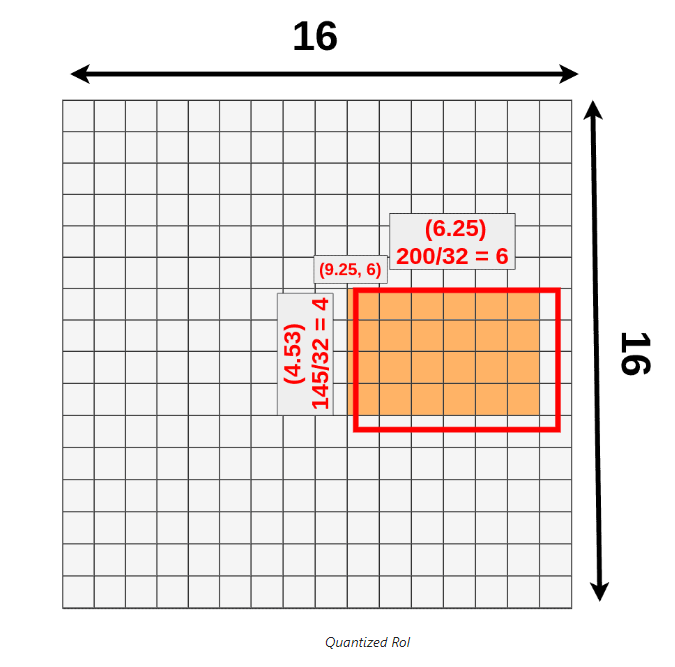 16
(6.25)
200/32 = 6
(9.25, 6)
(4.53)
145/32 = 4
16
Quantized RoI